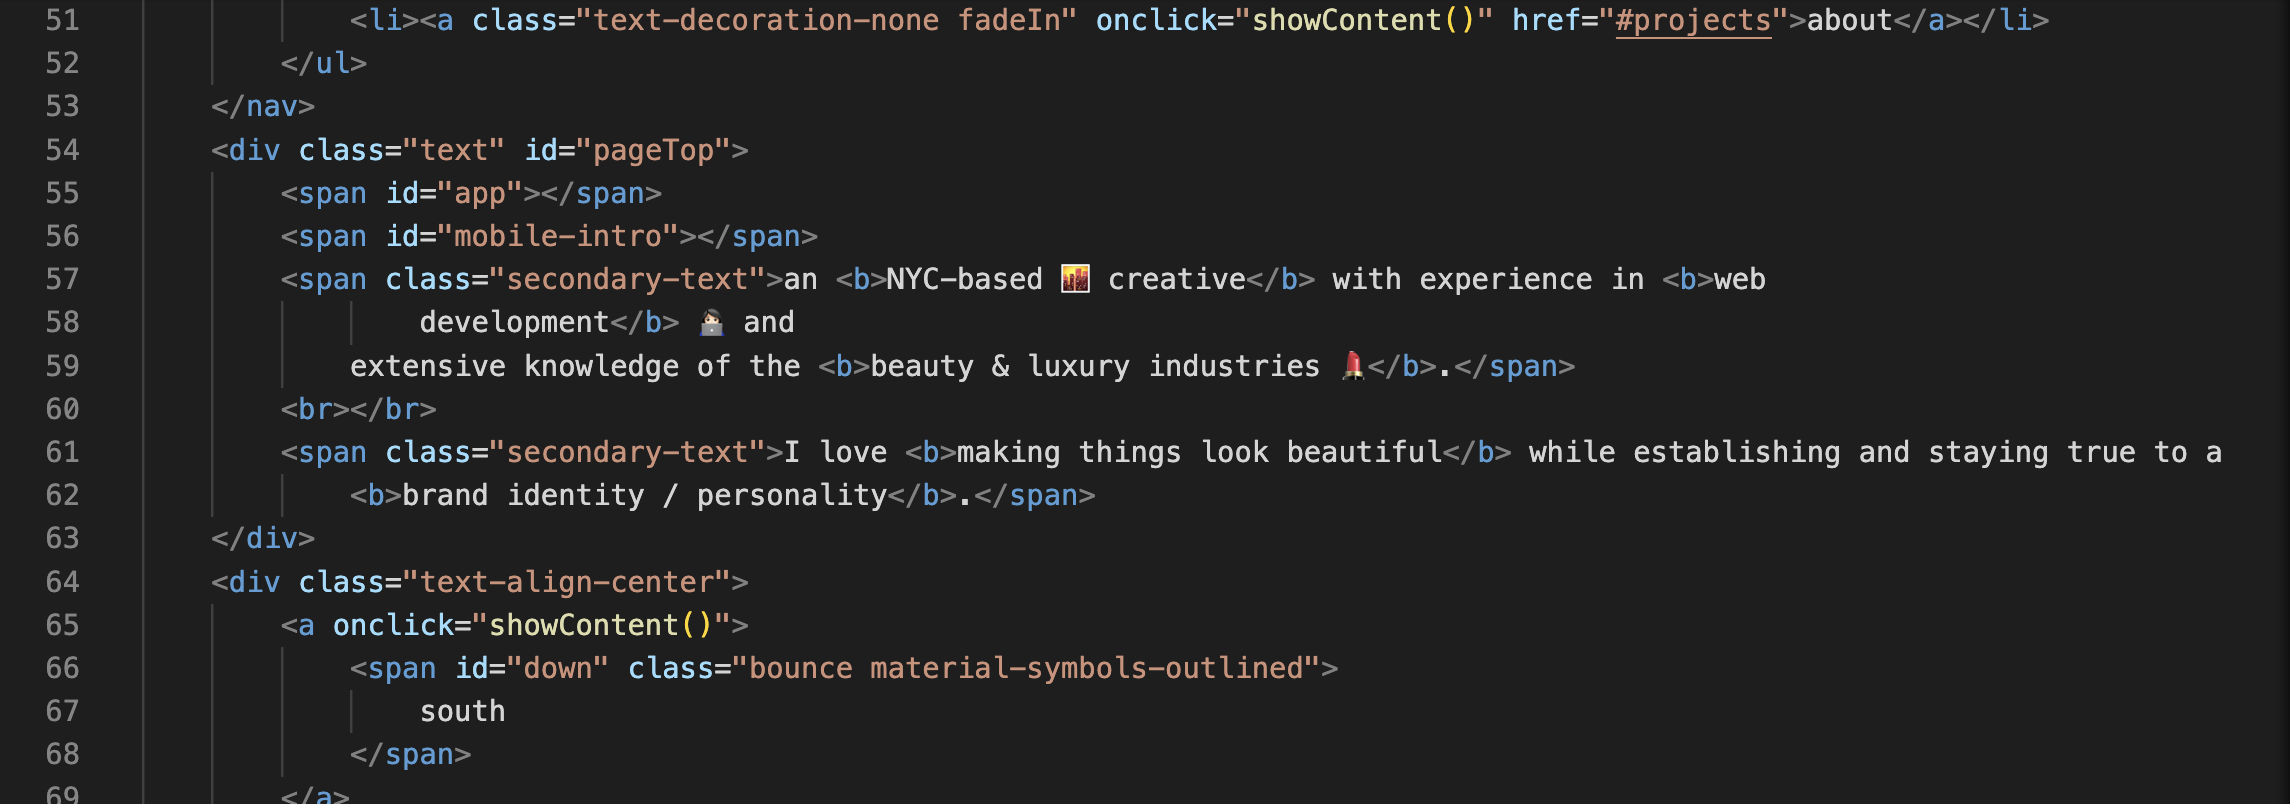 51 <li><a class="text-decoration-none fadeIn" onclick="showContent()" href="#projects">about</a></li>
52 </ul>
53 </nav>
54 <div class="text" id="pageTop">
55 <span id="app"></span>
56 <span id="mobile-intro"></span>
57 <span class="secondary-text">an <b>NYC-based 🌇 creative</b> with experience in <b>web
58 development</b> 👩🏻‍💻 and
59 extensive knowledge of the <b>beauty & luxury industries 💄</b>.</span>
60 <br></br>
61 <span class="secondary-text">I love <b>making things look beautiful</b> while establishing and staying true to a
62 <b>brand identity / personality</b>.</span>
63 </div>
64 <div class="text-align-center">
65 <a onclick="showContent()">
66 <span id="down" class="bounce material-symbols-outlined">
67 south
68 </span>
69 </a>